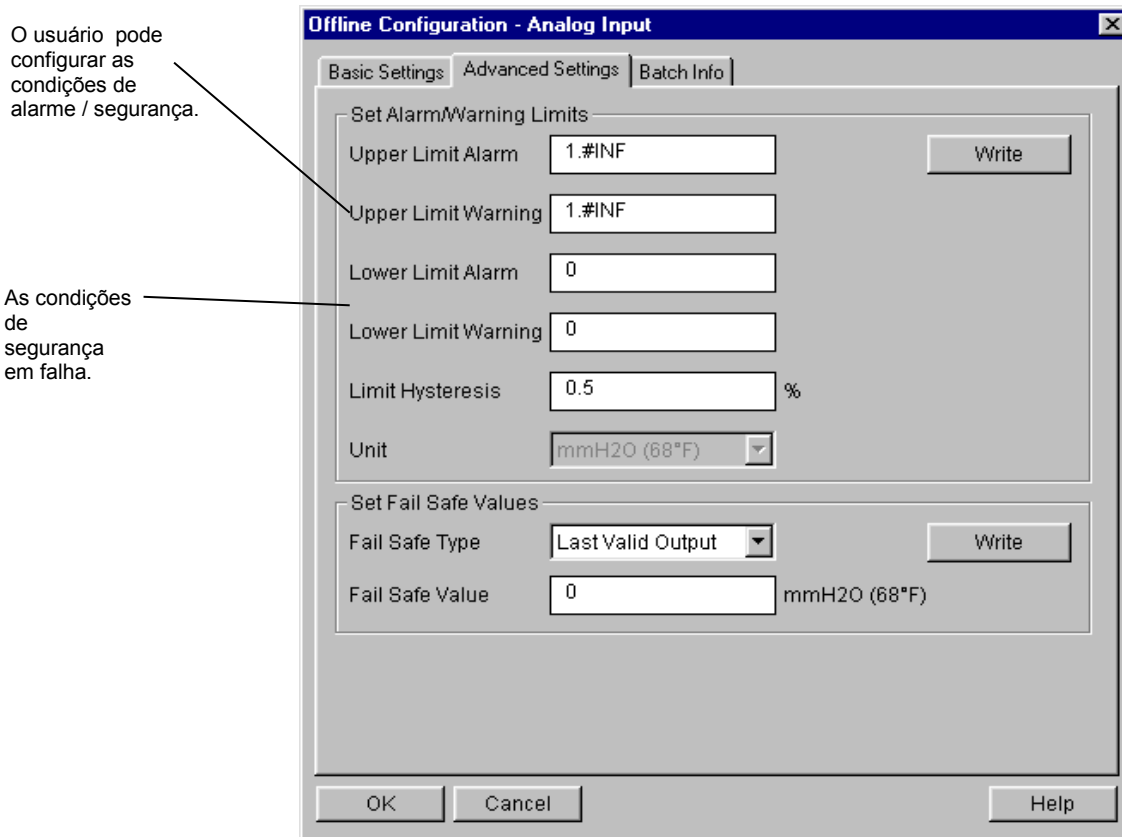 O usuário pode
configurar as
condições de
alarme / segurança.
As condições
de
segurança
em falha.
Offline Configuration - Analog Input
Basic Settings Advanced Settings Batch Info
Set Alarm/Warning Limits
Upper Limit Alarm 1.#INF Write
Upper Limit Warning 1.#INF
Lower Limit Alarm 0
Lower Limit Warning 0
Limit Hysteresis 0.5 %
Unit mmH2O (68°F)
Set Fail Safe Values
Fail Safe Type Last Valid Output Write
Fail Safe Value 0 mmH2O (68°F)
OK Cancel Help